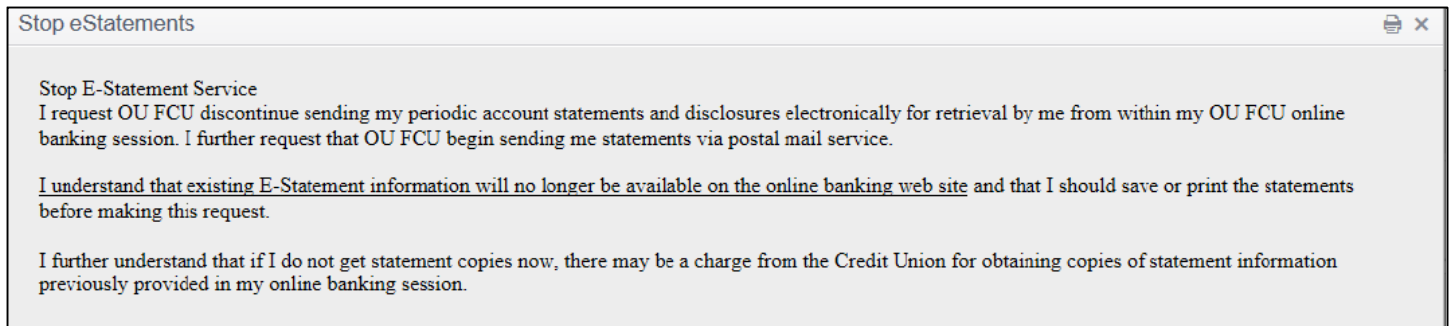 Stop eStatements
Stop E-Statement Service
I request OU FCU discontinue sending my periodic account statements and disclosures electronically for retrieval by me from within my OU FCU online
banking session. I further request that OU FCU begin sending me statements via postal mail service.
I understand that existing E-Statement information will no longer be available on the online banking web site and that I should save or print the statements
before making this request.
I further understand that if I do not get statement copies now, there may be a charge from the Credit Union for obtaining copies of statement information
previously provided in my online banking session.